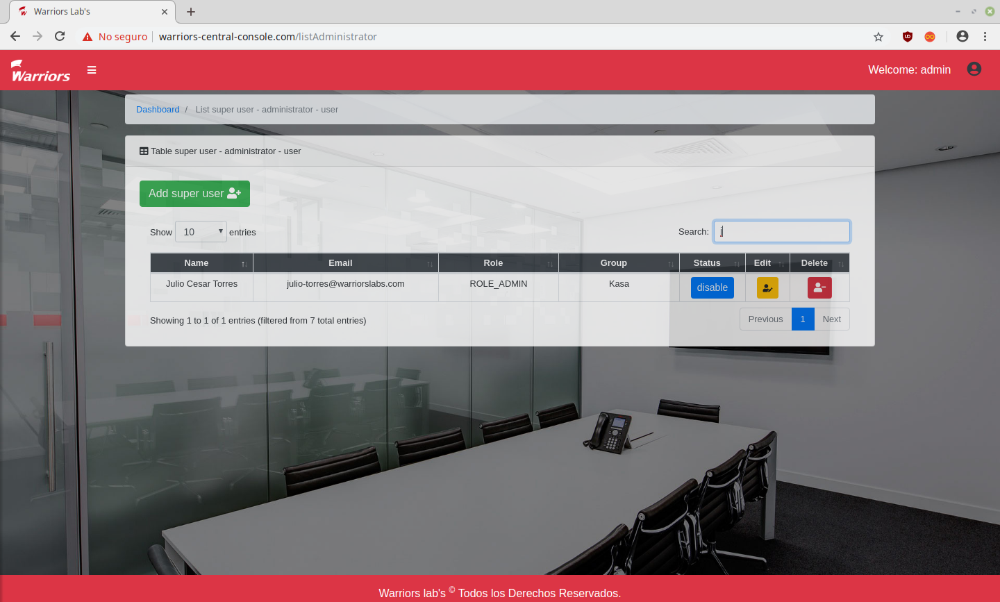 Warriors Lab's
No seguro warriors-central-console.com/listAdministrator
Warriors
Welcome: admin
Dashboard / List super user - administrator - user
Table super user - administrator - user
Add super user
Show 10 entries
Search: j
Name Email Role Group Status Edit Delete
Julio Cesar Torres julio-torres@warriorslabs.com ROLE_ADMIN Kasa disable
Showing 1 to 1 of 1 entries (filtered from 7 total entries)
Previous 1 Next
Warriors lab's © Todos los Derechos Reservados.